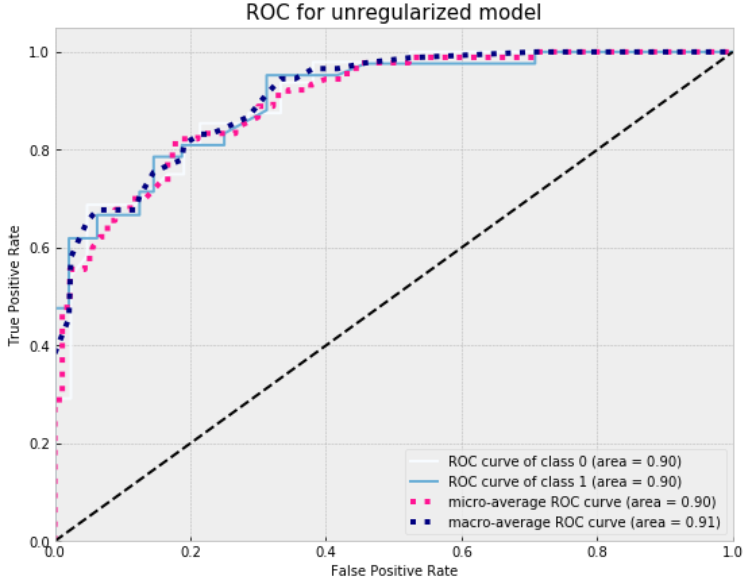 ROC for unregularized model
1.0
0.8
0.6
0.4
0.2
0.0
True Positive Rate
ROC curve of class 0 (area = 0.90)
ROC curve of class 1 (area = 0.90)
micro-average ROC curve (area = 0.90)
macro-average ROC curve (area = 0.91)
0.0 0.2 0.4 0.6 0.8 1.0
False Positive Rate